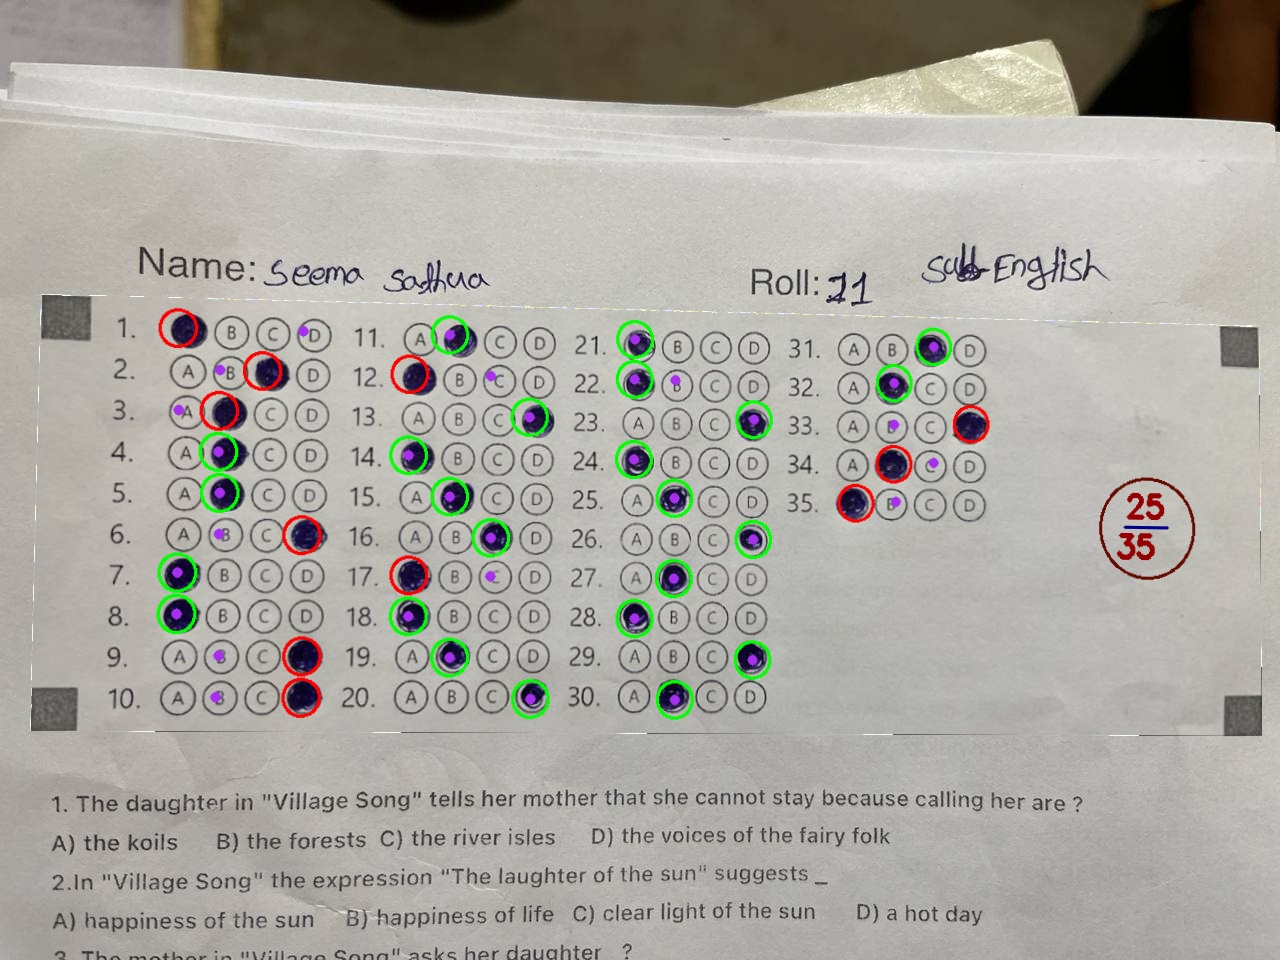 Name: Seema Sadhua Roll: 11 Sub-English
1. B C D 11. A C D 21. B C D 31. A B D
2. A B D 12. B C D 22. B C D 32. A C D
3. A C D 13. A B C 23. A B C 33. A B C
4. A C D 14. B C D 24. B C D 34. A C D
5. A C D 15. A C D 25. A C D 35. B C D
6. A B C 16. A B D 26. A B C
7. B C D 17. B C D 27. A C D
8. B C D 18. B C D 28. B C D
9. A B C 19. A C D 29. A B C
10. A B C 20. A B C 30. A C D
25
35
1. The daughter in "Village Song" tells her mother that she cannot stay because calling her are ?
A) the koils B) the forests C) the river isles D) the voices of the fairy folk
2.In "Village Song" the expression "The laughter of the sun" suggests _
A) happiness of the sun B) happiness of life C) clear light of the sun D) a hot day
3. The mother in "Village Song" asks her daughter ?